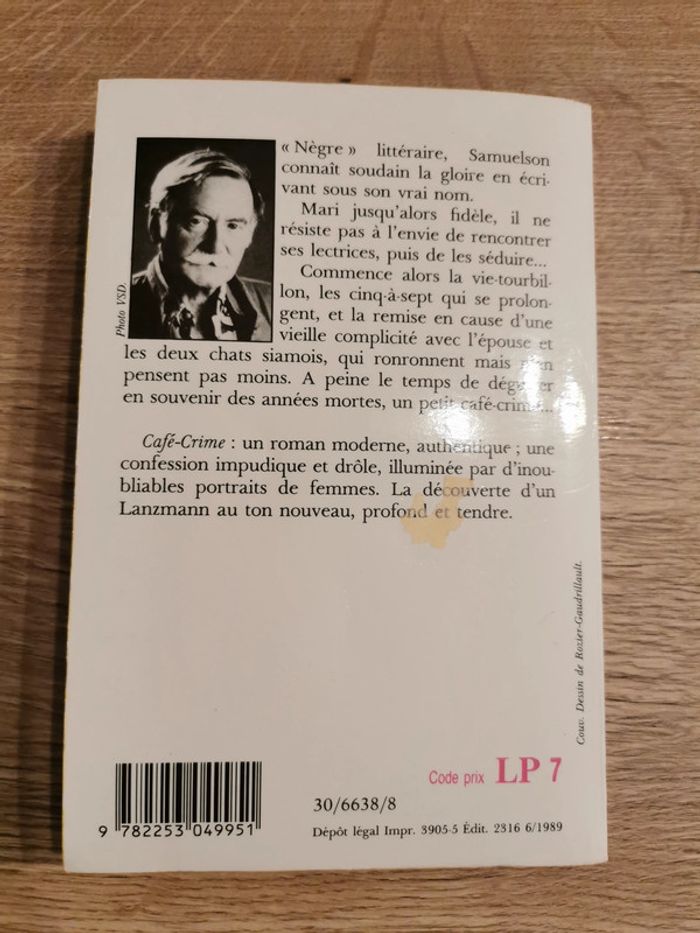 « Nègre » littéraire, Samuelson
connaît soudain la gloire en écri-
vant sous son vrai nom.
Mari jusqu'alors fidèle, il ne
résiste pas à l'envie de rencontrer
ses lectrices, puis de les séduire...
Commence alors la vie-tourbil-
lon, les cinq-à-sept qui se prolon-
gent, et la remise en cause d'une
vieille complicité avec l'épouse et
les deux chats siamois, qui ronronnent mais n'en
pensent pas moins. A peine le temps de déguster
en souvenir des années mortes, un petit café-crime...
Photo VSD.
Café-Crime : un roman moderne, authentique ; une
confession impudique et drôle, illuminée par d'inou-
bliables portraits de femmes. La découverte d'un
Lanzmann au ton nouveau, profond et tendre.
Couv. Dessin de Rozier-Gaudrillault.
Code prix LP 7
30/6638/8
9 782253 049951
Dépôt légal Impr. 3905-5 Édit. 2316 6/1989